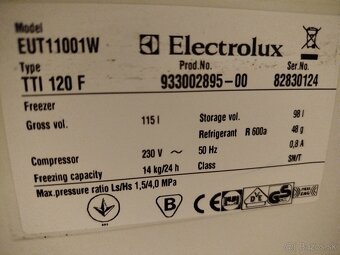 Model
EUT11001W
Electrolux
Type
TTI 120 F
Prod.No.
933002895-00
Ser.No.
82830124
Freezer
Gross vol. 115 l
Storage vol. 98 l
Refrigerant R 600a 48 g
Compressor 230 V ~ 50 Hz 0,8 A
Freezing capacity 14 kg/24 h
Class SN/T
Max.pressure ratio Ls/Hs 1,5/4,0 MPa
B
CE
GS